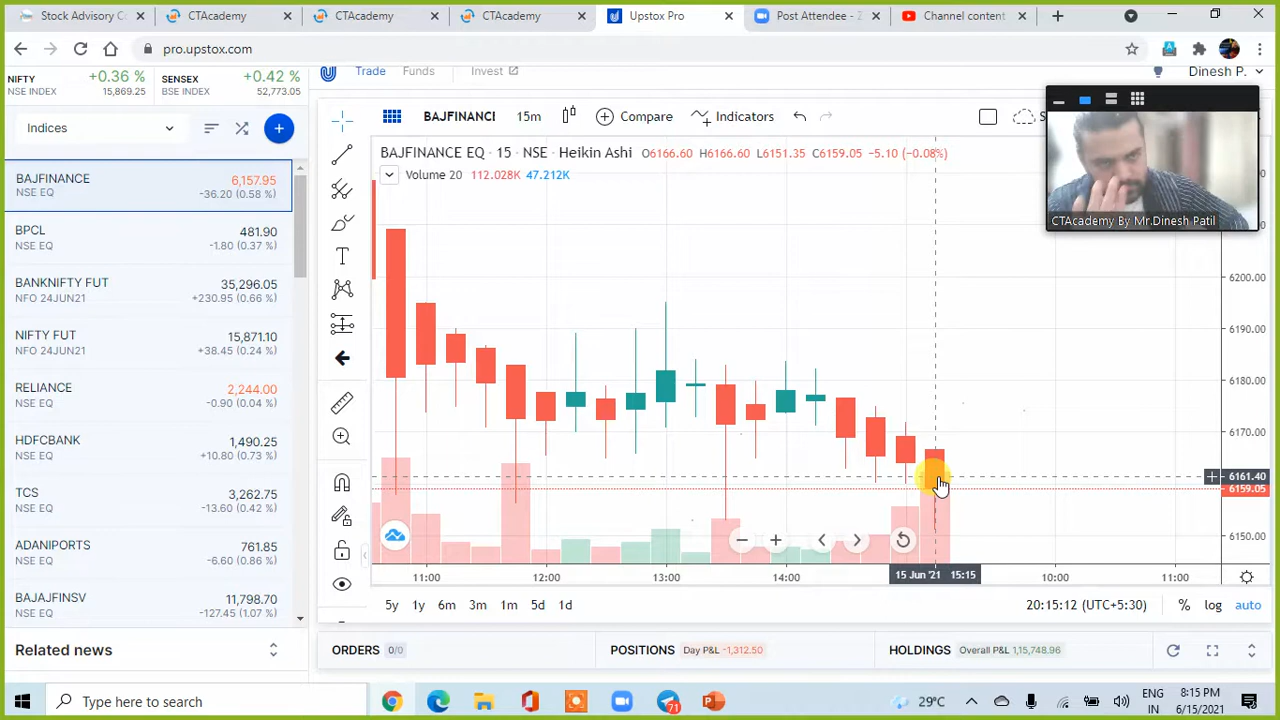 Stock Advisory Co
CTAcademy
CTAcademy
CTAcademy
Upstox Pro
Post Attendee - Z
Channel content
pro.upstox.com
NIFTY +0.36 %
NSE INDEX 15,869.25
SENSEX +0.42 %
BSE INDEX 52,773.05
Trade Funds Invest
Dinesh P.
Indices
BAJFINANCI 15m Compare Indicators
BAJFINANCE EQ · 15 · NSE · Heikin Ashi O6166.60 H6166.60 L6151.35 C6159.05 −5.10 (−0.08%)
Volume 20 112.028K 47.212K
CTAcademy By Mr.Dinesh Patil
BAJFINANCE 6,157.95
NSE EQ -36.20 (0.58 %)
BPCL 481.90
NSE EQ -1.80 (0.37 %)
BANKNIFTY FUT 35,296.05
NFO 24JUN21 +230.95 (0.66 %)
NIFTY FUT 15,871.10
NFO 24JUN21 +38.45 (0.24 %)
RELIANCE 2,244.00
NSE EQ -0.90 (0.04 %)
HDFCBANK 1,490.25
NSE EQ +10.80 (0.73 %)
TCS 3,262.75
NSE EQ -13.60 (0.42 %)
ADANIPORTS 761.85
NSE EQ -6.60 (0.86 %)
BAJAJFINSV 11,798.70
NSE EQ -127.45 (1.07 %)
Related news
6200.00
6190.00
6180.00
6170.00
6161.40
6159.05
6150.00
11:00 12:00 13:00 14:00 15 Jun '21 15:15 10:00 11:00
5y 1y 6m 3m 1m 5d 1d
20:15:12 (UTC+5:30) % log auto
ORDERS 0/0
POSITIONS Day P&L -1,312.50
HOLDINGS Overall P&L 1,15,748.96
Type here to search
71
29°C
ENG
IN
8:15 PM
6/15/2021